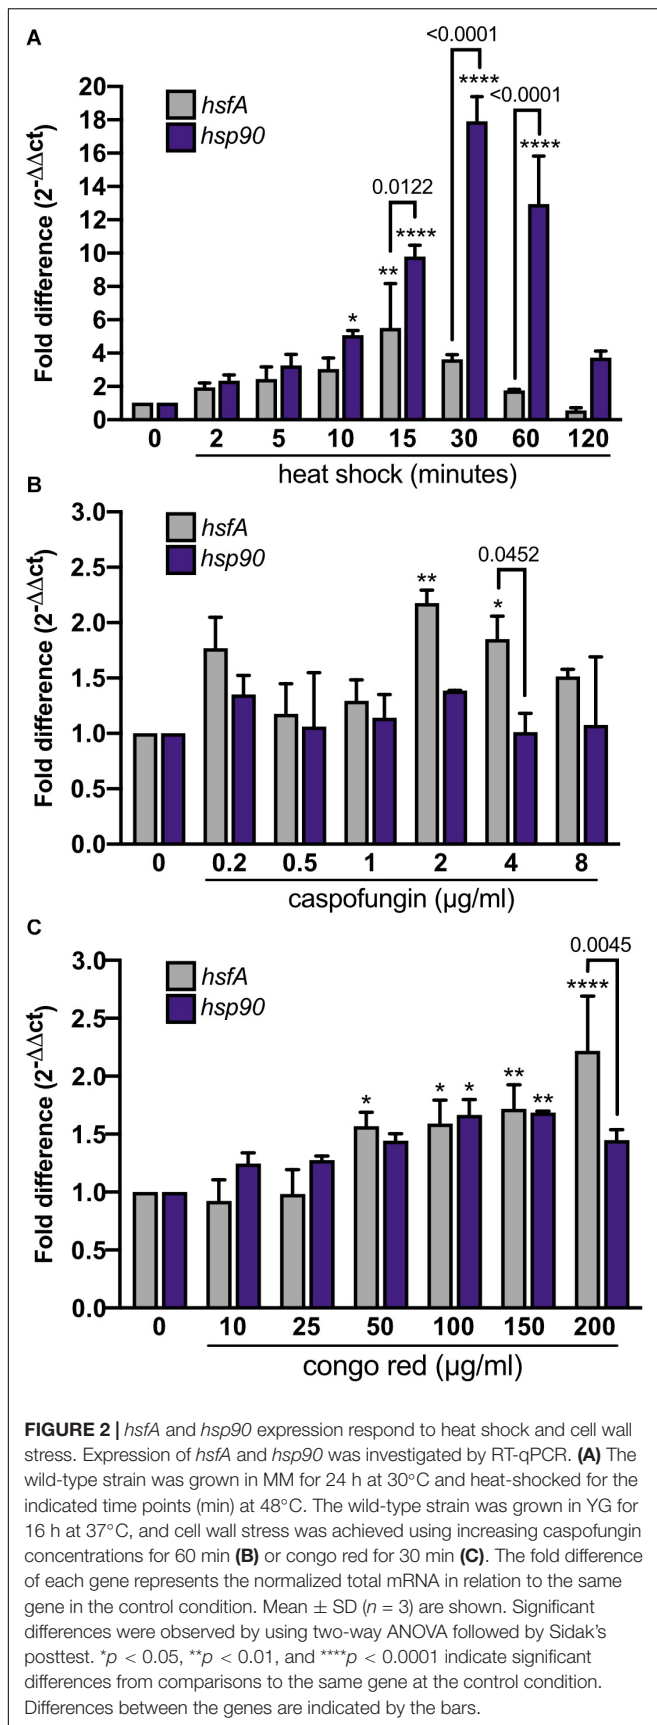 A
<0.0001
20
****
<0.0001
hsfA
hsp90
18
16
****
14
0.0122
12
****
10
**
8
*
6
4
2
0
Fold difference (2-ΔΔct)
0 2 5 10 15 30 60 120
heat shock (minutes)
B
3.0
hsfA
hsp90
2.5
0.0452
**
*
2.0
1.5
1.0
0.5
0.0
Fold difference (2-ΔΔct)
0 0.2 0.5 1 2 4 8
caspofungin (µg/ml)
C
0.0045
3.0
hsfA
hsp90
****
2.5
2.0
* * * ** **
1.5
1.0
0.5
0.0
Fold difference (2-ΔΔct)
0 10 25 50 100 150 200
congo red (µg/ml)
FIGURE 2 | hsfA and hsp90 expression respond to heat shock and cell wall
stress. Expression of hsfA and hsp90 was investigated by RT-qPCR. (A) The
wild-type strain was grown in MM for 24 h at 30°C and heat-shocked for the
indicated time points (min) at 48°C. The wild-type strain was grown in YG for
16 h at 37°C, and cell wall stress was achieved using increasing caspofungin
concentrations for 60 min (B) or congo red for 30 min (C). The fold difference
of each gene represents the normalized total mRNA in relation to the same
gene in the control condition. Mean ± SD (n = 3) are shown. Significant
differences were observed by using two-way ANOVA followed by Sidak's
posttest. *p < 0.05, **p < 0.01, and ****p < 0.0001 indicate significant
differences from comparisons to the same gene at the control condition.
Differences between the genes are indicated by the bars.